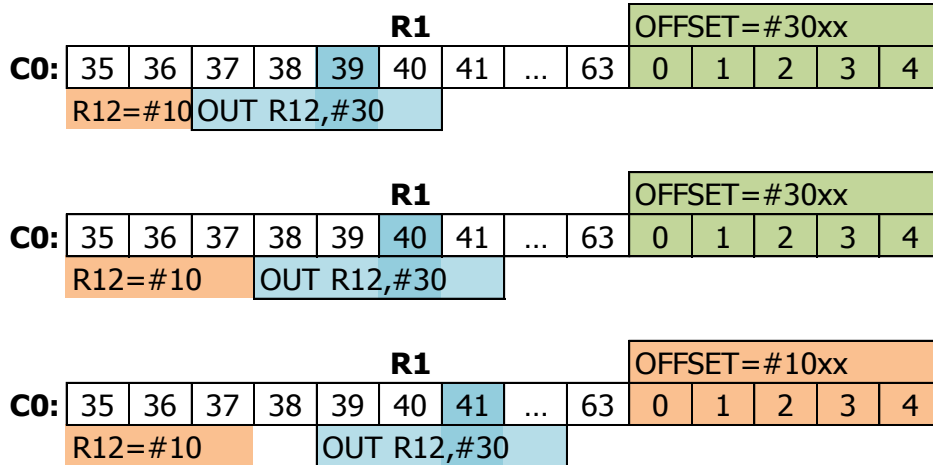 R1 OFFSET=#30xx
C0: 35 36 37 38 39 40 41 ... 63 0 1 2 3 4
R12=#10 OUT R12,#30
R1 OFFSET=#30xx
C0: 35 36 37 38 39 40 41 ... 63 0 1 2 3 4
R12=#10 OUT R12,#30
R1 OFFSET=#10xx
C0: 35 36 37 38 39 40 41 ... 63 0 1 2 3 4
R12=#10 OUT R12,#30